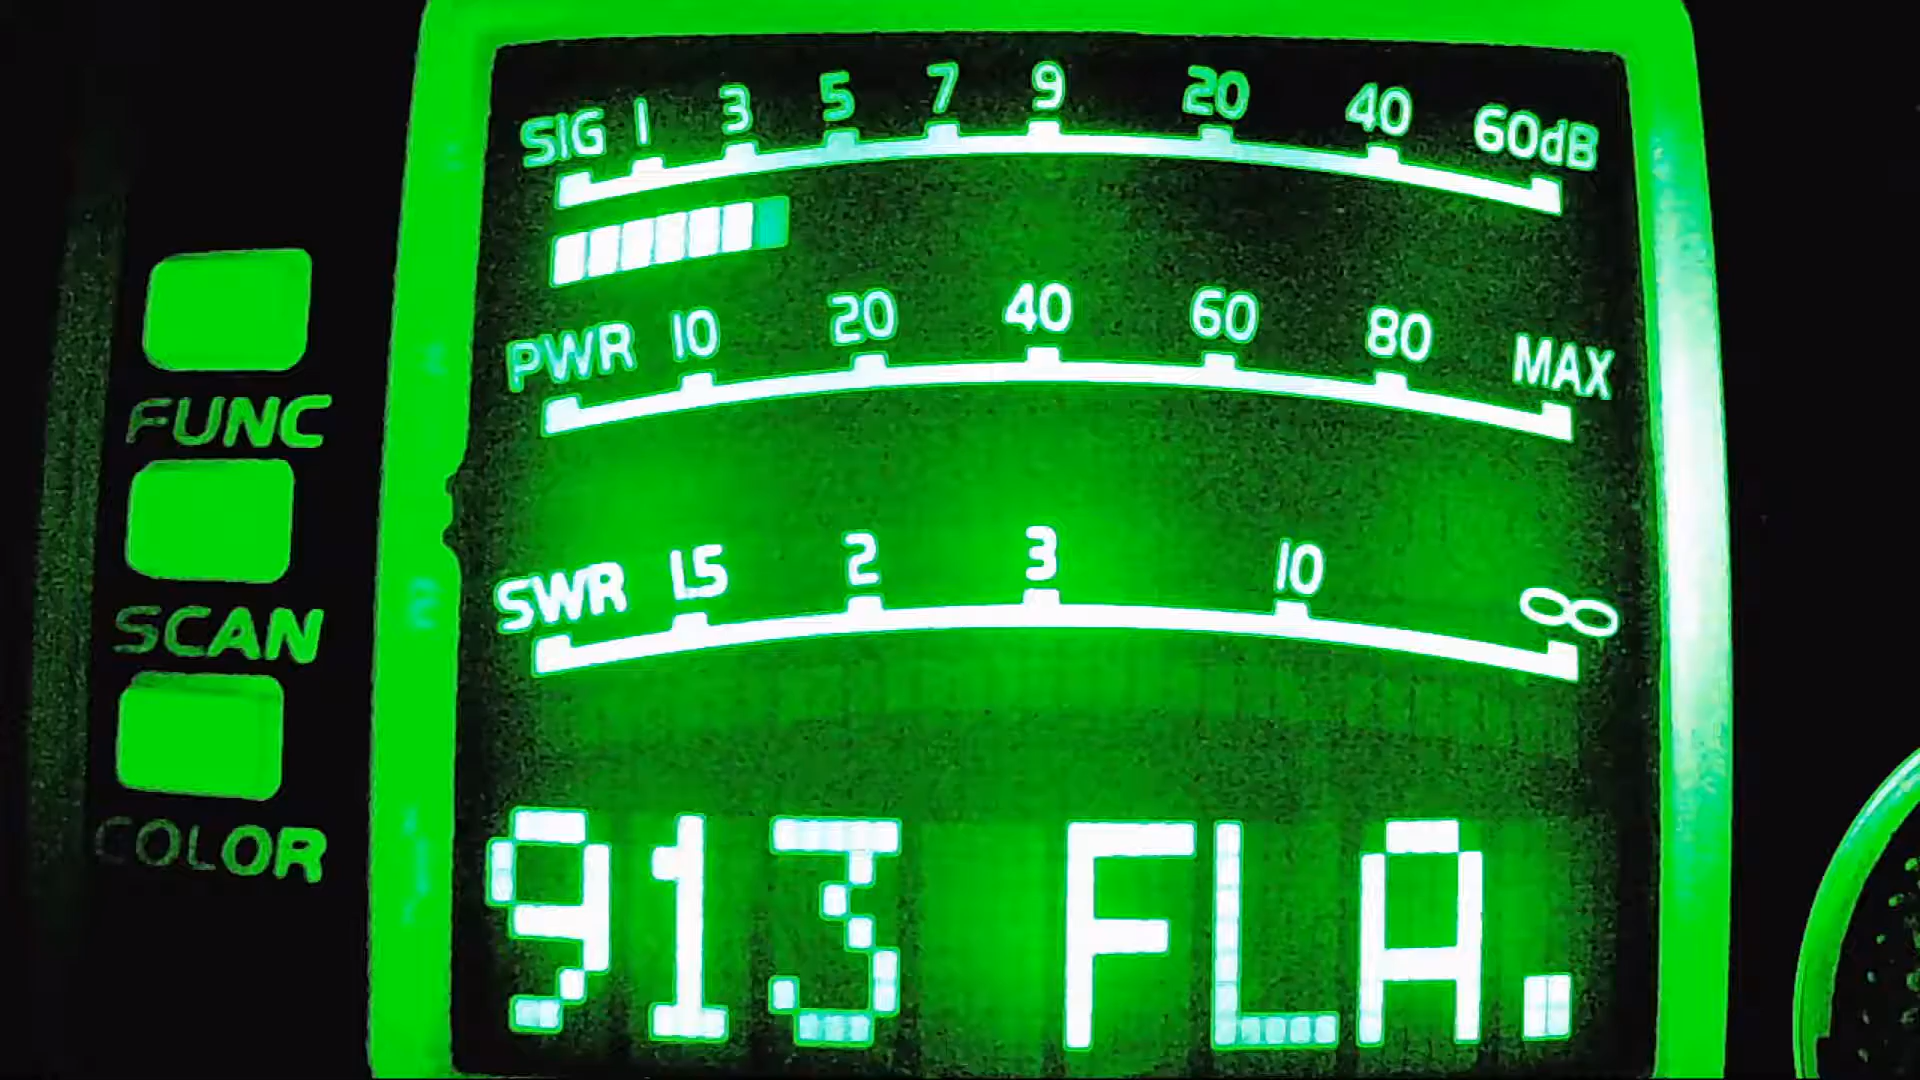 SIG 1 3 5 7 9 20 40 60dB
PWR 10 20 40 60 80 MAX
FUNC
SWR 1.5 2 3 10 ∞
SCAN
COLOR
913 FLA.